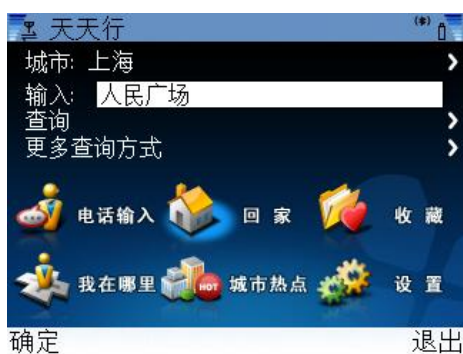 天天行
城市: 上海
输入: 人民广场
查询
更多查询方式
电话输入 回家 收藏
我在哪里 HOT 城市热点 设置
确定 退出